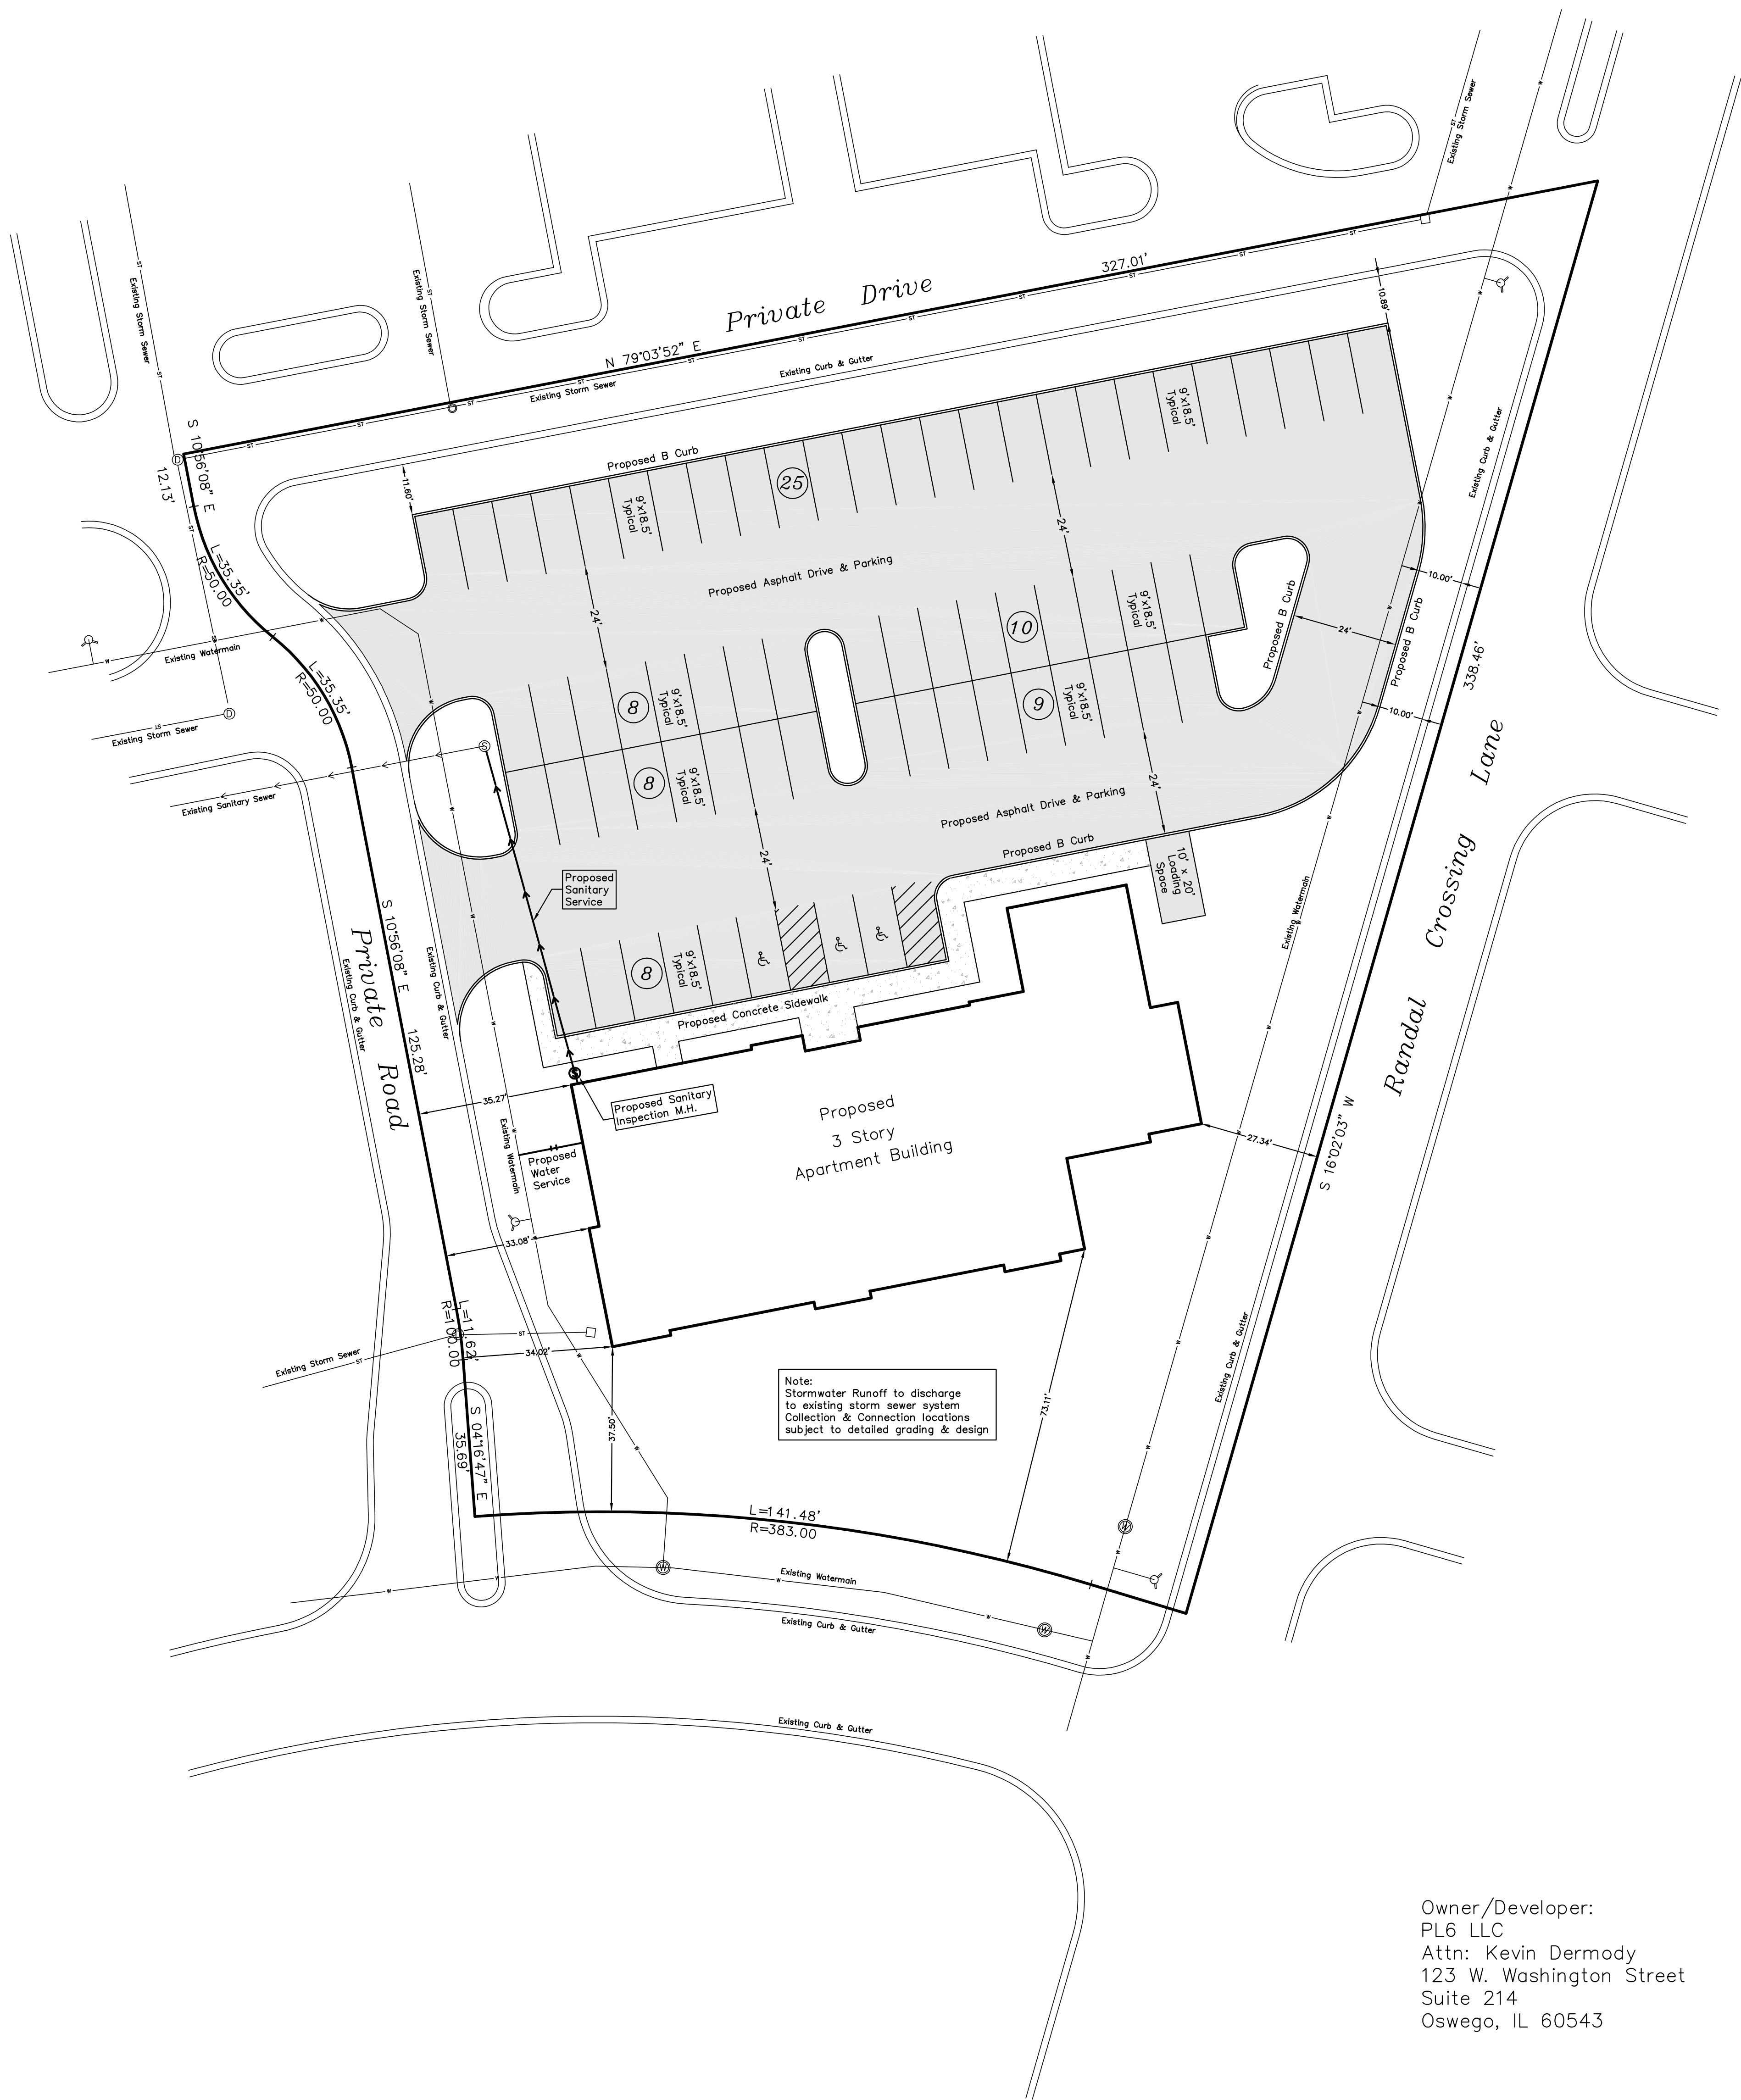 Existing Storm Sewer
Existing Storm Sewer
Existing Storm Sewer
327.01'
Private Drive
N 79°03'52" E
Existing Storm Sewer
Existing Curb & Gutter
10.89'
S 10°56'08" E
12.13'
11.60'
Proposed B Curb
25
9'x18.5'
Typical
9'x18.5'
Typical
Existing Curb & Gutter
L=35.35'
R=50.00
24'
24'
Proposed Asphalt Drive & Parking
10.00'
Existing Watermain
10
9'x18.5'
Typical
Proposed B Curb
24'
Proposed B Curb
338.46'
L=35.35'
R=50.00
8
9'x18.5'
Typical
9
9'x18.5'
Typical
10.00'
Existing Storm Sewer
D
D
S
Existing Sanitary Sewer
8
9'x18.5'
Typical
24'
24'
Proposed Asphalt Drive & Parking
Proposed B Curb
10' x 20'
Loading
Space
Randal Crossing Lane
Proposed
Sanitary
Service
Existing Watermain
S 10°56'08" E
125.28'
Private Road
Existing Curb & Gutter
Existing Curb & Gutter
8
9'x18.5'
Typical
Proposed Concrete Sidewalk
S
Proposed Sanitary
Inspection M.H.
35.27'
Existing Watermain
Proposed
Water
Service
Proposed
3 Story
Apartment Building
27.34'
S 16°02'03" W
33.08'
L=11.62'
R=100.00
Existing Storm Sewer
34.02'
37.50'
73.11'
Existing Curb & Gutter
Note:
Stormwater Runoff to discharge
to existing storm sewer system
Collection & Connection locations
subject to detailed grading & design
S 04°16'47" E
35.69'
L=141.48'
R=383.00
W
W
W
Existing Watermain
Existing Curb & Gutter
Existing Curb & Gutter
Owner/Developer:
PL6 LLC
Attn: Kevin Dermody
123 W. Washington Street
Suite 214
Oswego, IL 60543